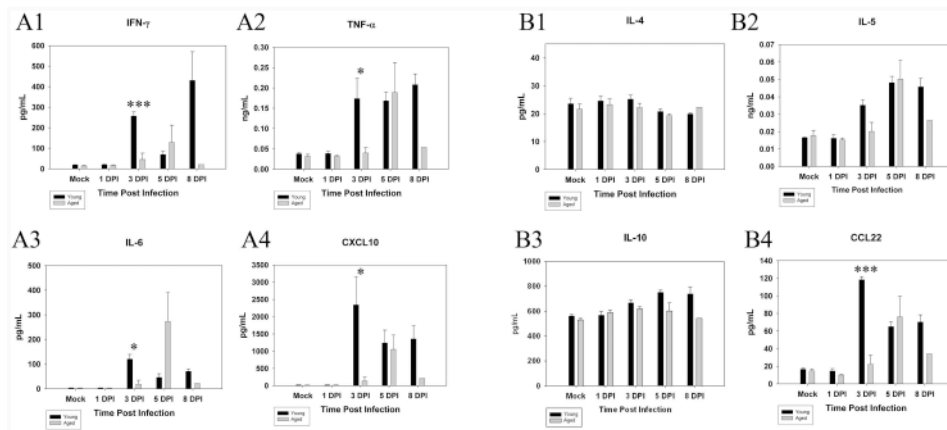 A1
IFN-γ
pg/mL
600
500
400
300
200
100
0
***
Mock 1 DPI 3 DPI 5 DPI 8 DPI
Time Post Infection
Young
Aged
A2
TNF-α
ng/mL
0.30
0.25
0.20
0.15
0.10
0.05
0.00
*
Mock 1 DPI 3 DPI 5 DPI 8 DPI
Time Post Infection
Young
Aged
B1
IL-4
pg/mL
50
40
30
20
10
0
Mock 1 DPI 3 DPI 5 DPI 8 DPI
Time Post Infection
Young
Aged
B2
IL-5
ng/mL
0.07
0.06
0.05
0.04
0.03
0.02
0.01
0.00
Mock 1 DPI 3 DPI 5 DPI 8 DPI
Time Post Infection
Young
Aged
A3
IL-6
pg/mL
500
400
300
200
100
0
*
Mock 1 DPI 3 DPI 5 DPI 8 DPI
Time Post Infection
Young
Aged
A4
CXCL10
pg/mL
3500
3000
2500
2000
1500
1000
500
0
*
Mock 1 DPI 3 DPI 5 DPI 8 DPI
Time Post Infection
Young
Aged
B3
IL-10
pg/mL
0
Mock 1 DPI 3 DPI 5 DPI 8 DPI
Time Post Infection
Young
Aged
B4
CCL22
pg/mL
140
120
100
80
60
40
20
0
***
Mock 1 DPI 3 DPI 5 DPI 8 DPI
Time Post Infection
Young
Aged